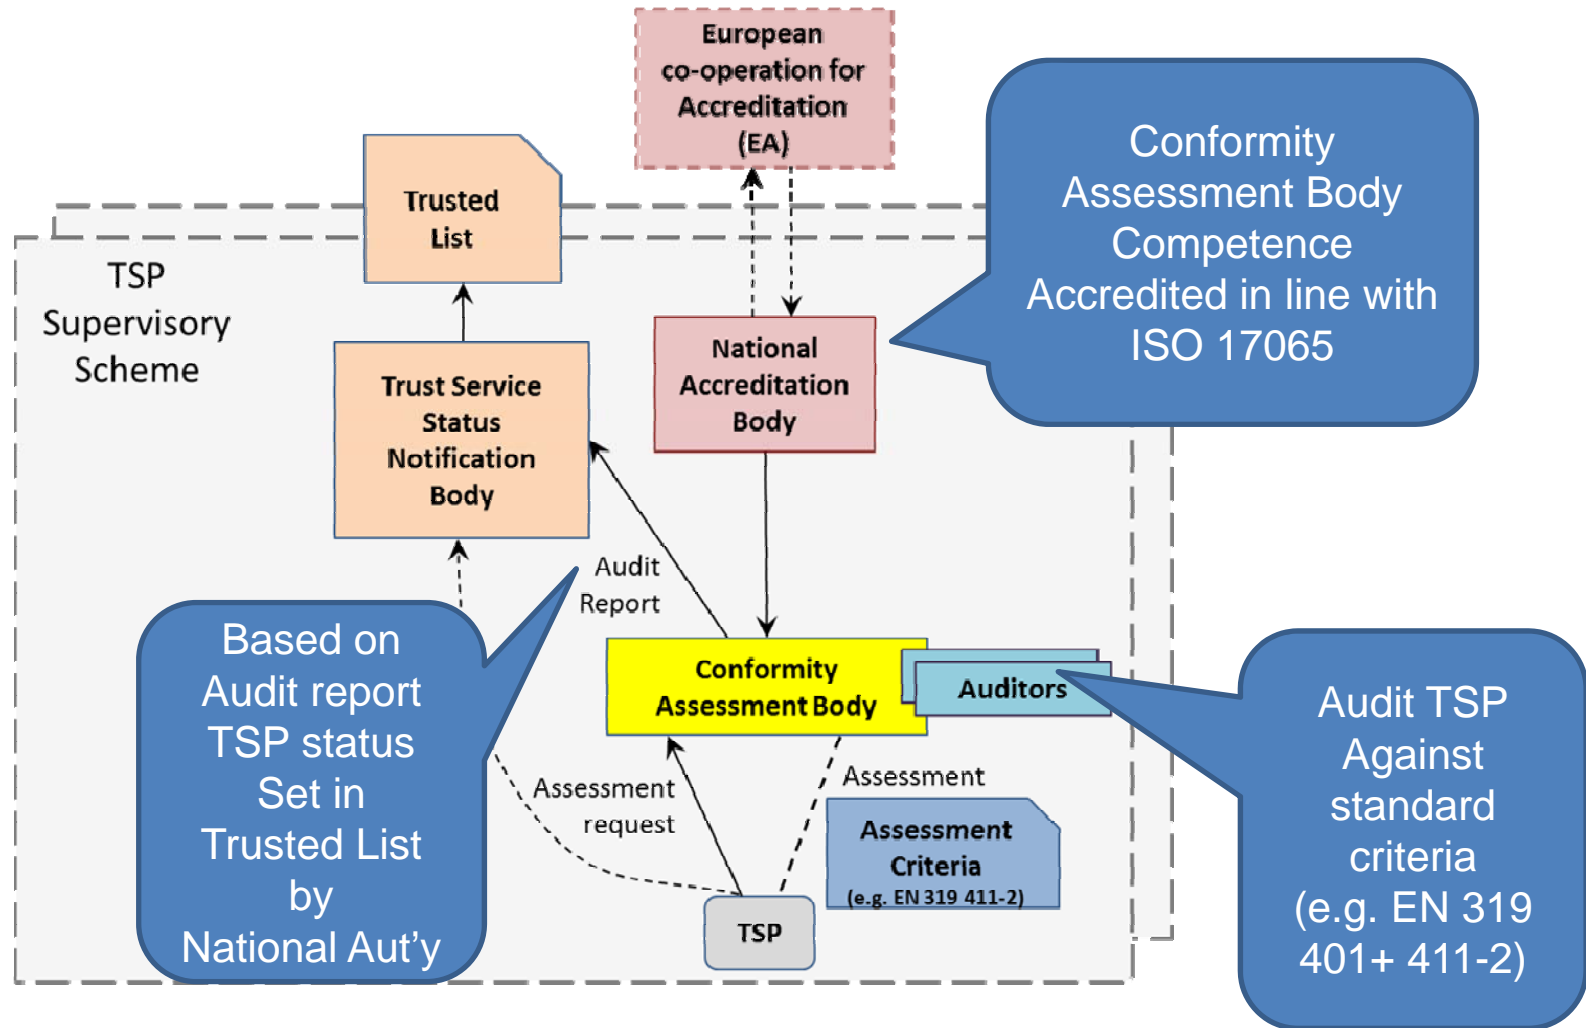 European
co-operation for
Accreditation
(EA)
Conformity
Assessment Body
Competence
Accredited in line with
ISO 17065
Trusted
List
TSP
Supervisory
Scheme
National
Accreditation
Body
Trust Service
Status
Notification
Body
Audit
Report
Based on
Audit report
TSP status
Set in
Trusted List
by
National Aut’y
Conformity
Assessment Body
Auditors
Audit TSP
Against
standard
criteria
(e.g. EN 319
401+ 411-2)
Assessment
request
Assessment
Assessment
Criteria
(e.g. EN 319 411-2)
TSP